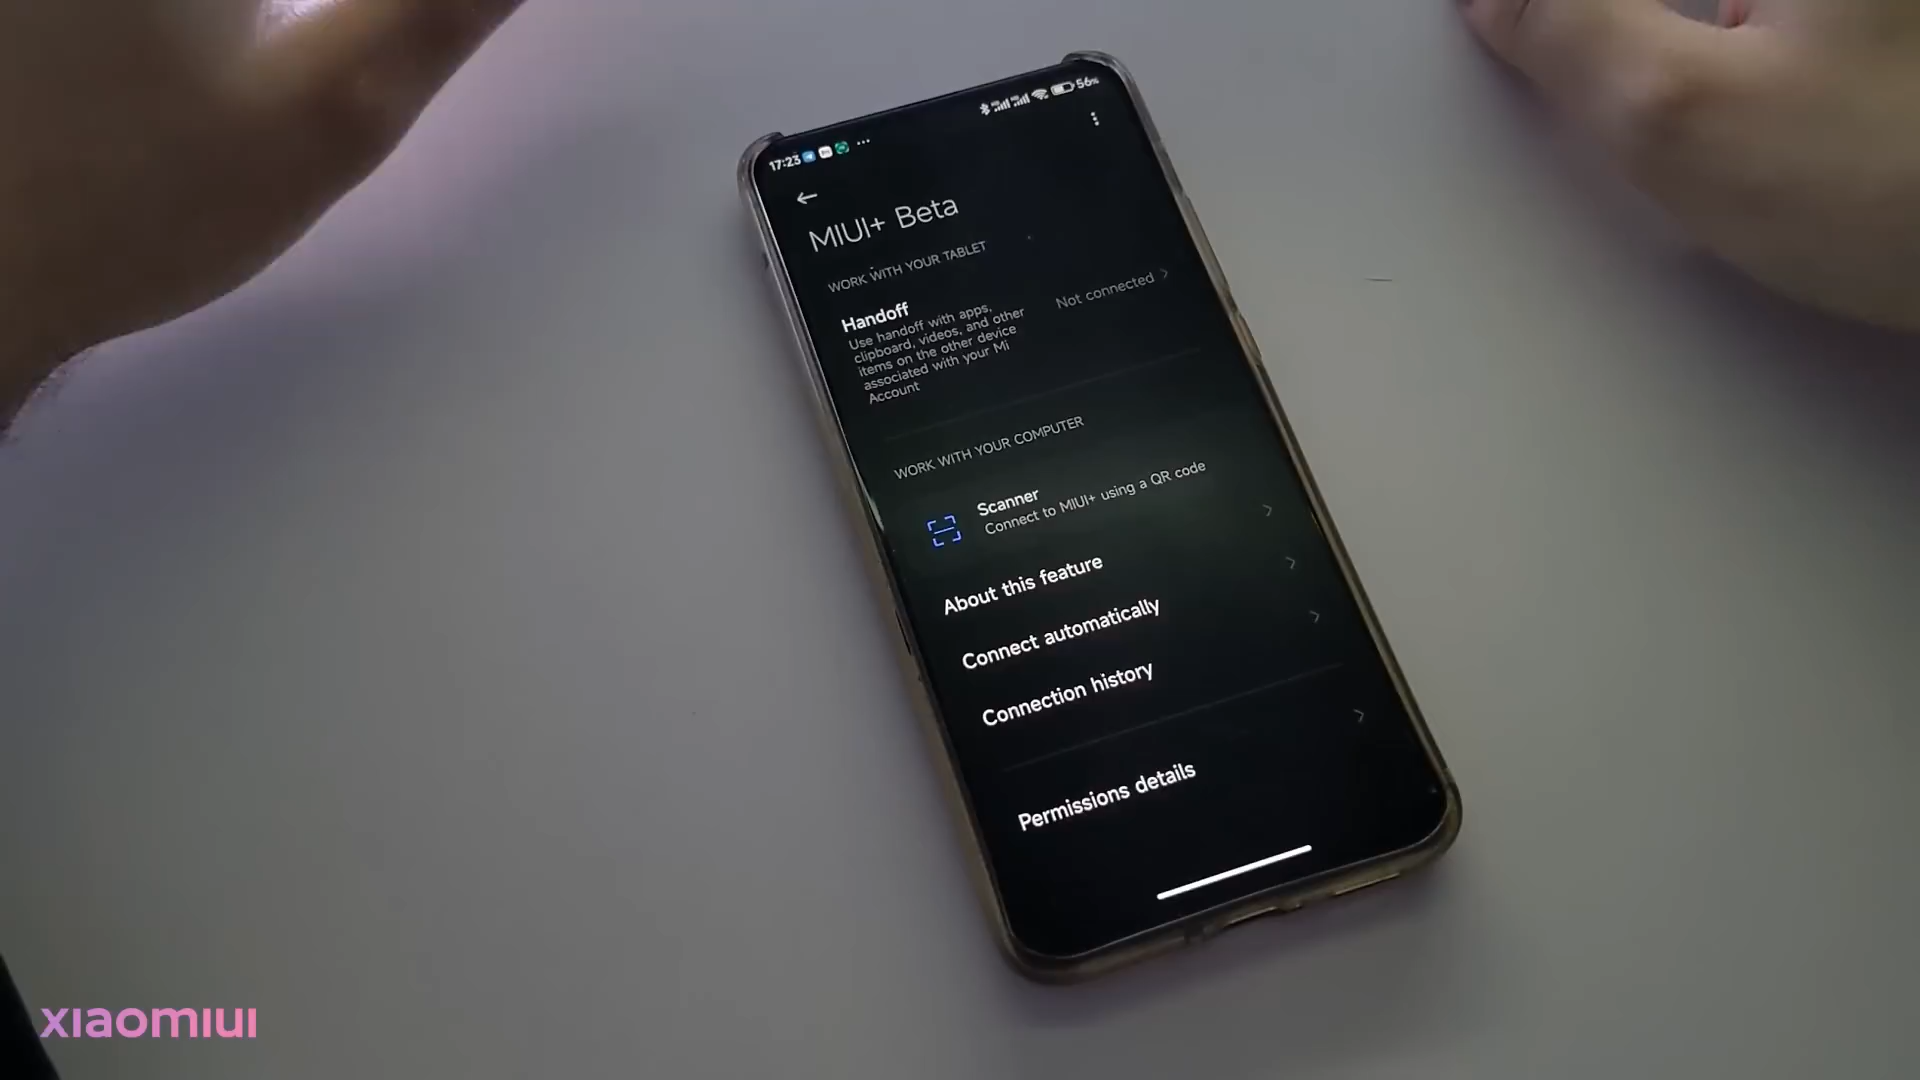 17:23
56%
MIUI+ Beta
WORK WITH YOUR TABLET
Handoff
Use handoff with apps,
clipboard, videos, and other
items on the other device
associated with your Mi
Account
Not connected
WORK WITH YOUR COMPUTER
Scanner
Connect to MIUI+ using a QR code
About this feature
Connect automatically
Connection history
Permissions details
xiaomiui